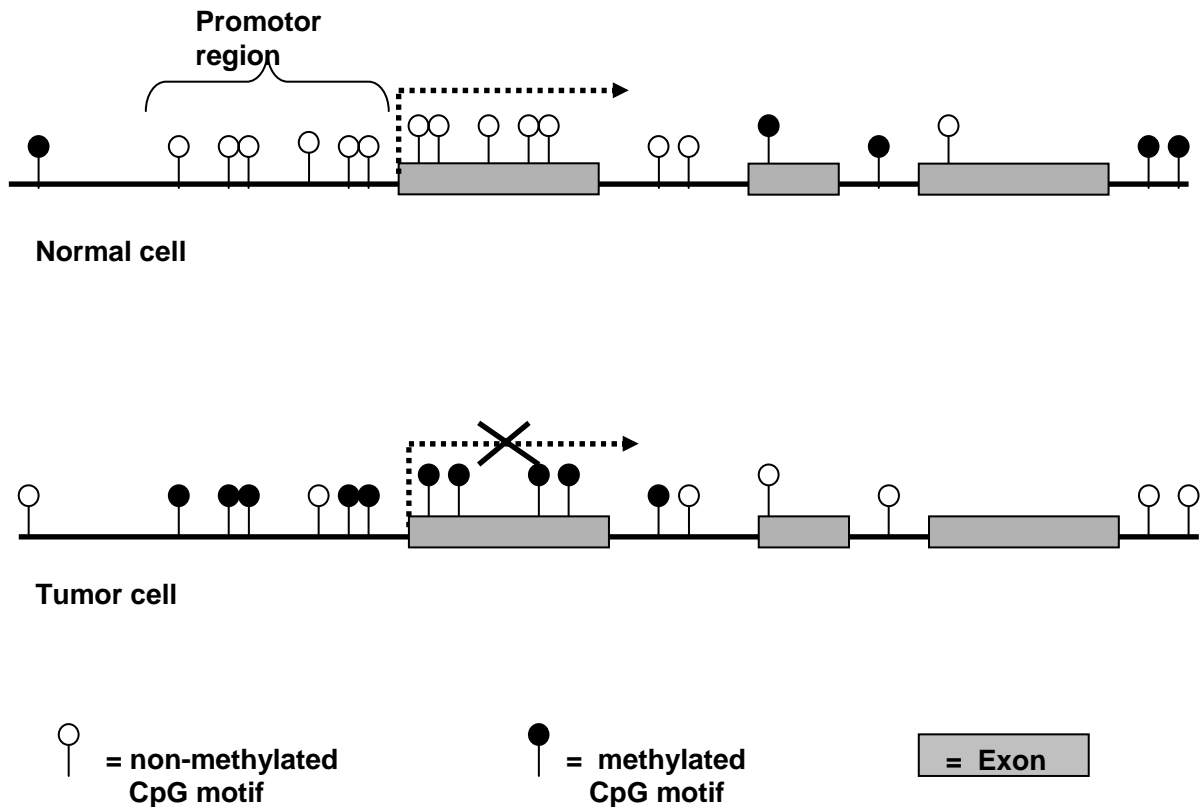 Promotor
region
Normal cell
Tumor cell
= non-methylated
CpG motif
= methylated
CpG motif
= Exon